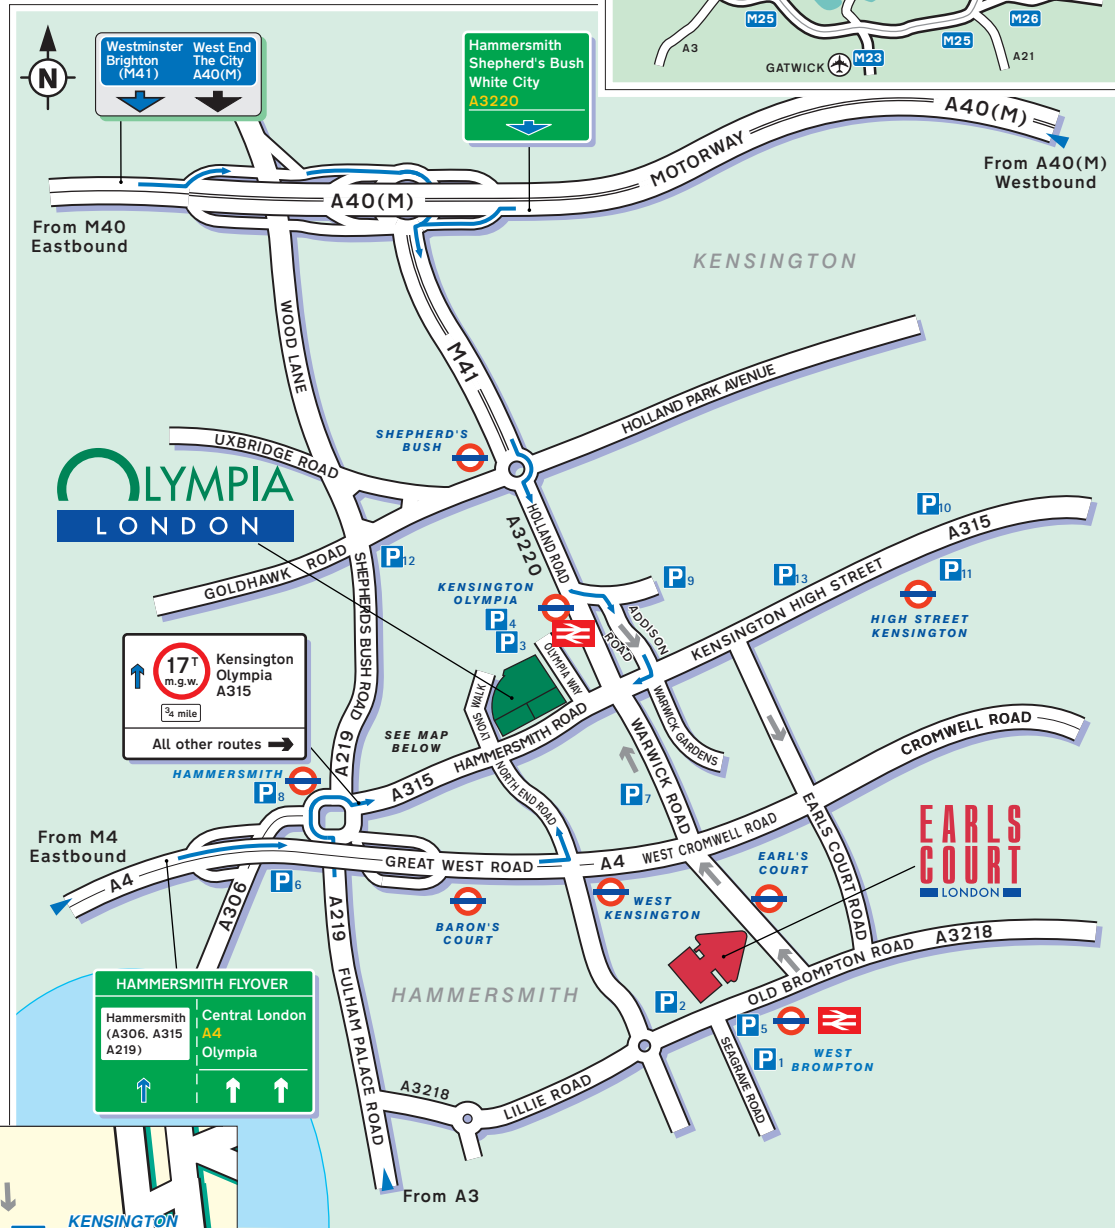 M25
M26
M25
A3
A21
GATWICK
M23
N
Westminster
Brighton
(M41)
West End
The City
A40(M)
Hammersmith
Shepherd's Bush
White City
A3220
A40(M)
MOTORWAY
A40(M)
From A40(M)
Westbound
From M40
Eastbound
KENSINGTON
WOOD LANE
M41
HOLLAND PARK AVENUE
SHEPHERD'S
BUSH
UXBRIDGE ROAD
OLYMPIA
LONDON
GOLDHAWK ROAD
SHEPHERDS BUSH ROAD
P12
A3220
HOLLAND ROAD
P10
A315
P9
P13
P11
KENSINGTON
OLYMPIA
P4
P3
HIGH STREET
KENSINGTON
KENSINGTON HIGH STREET
ADDISON
ROAD
OLYMPIA WAY
LYONS
WALK
17T
m.g.w.
Kensington
Olympia
A315
3/4 mile
All other routes
SEE MAP
BELOW
HAMMERSMITH ROAD
WARWICK GARDENS
WARWICK ROAD
CROMWELL ROAD
A219
HAMMERSMITH
P8
A315
NORTH END ROAD
P7
EARLS COURT ROAD
From M4
Eastbound
A4
GREAT WEST ROAD
A4
WEST CROMWELL ROAD
EARLS
COURT
LONDON
EARL'S
COURT
P6
A306
A219
BARON'S
COURT
WEST
KENSINGTON
A3218
OLD BROMPTON ROAD
HAMMERSMITH FLYOVER
Hammersmith
(A306, A315
A219)
Central London
A4
Olympia
HAMMERSMITH
P2
P5
P1
WEST
BROMPTON
SEAGRAVE ROAD
FULHAM PALACE ROAD
A3218
LILLIE ROAD
From A3
KENSINGTON